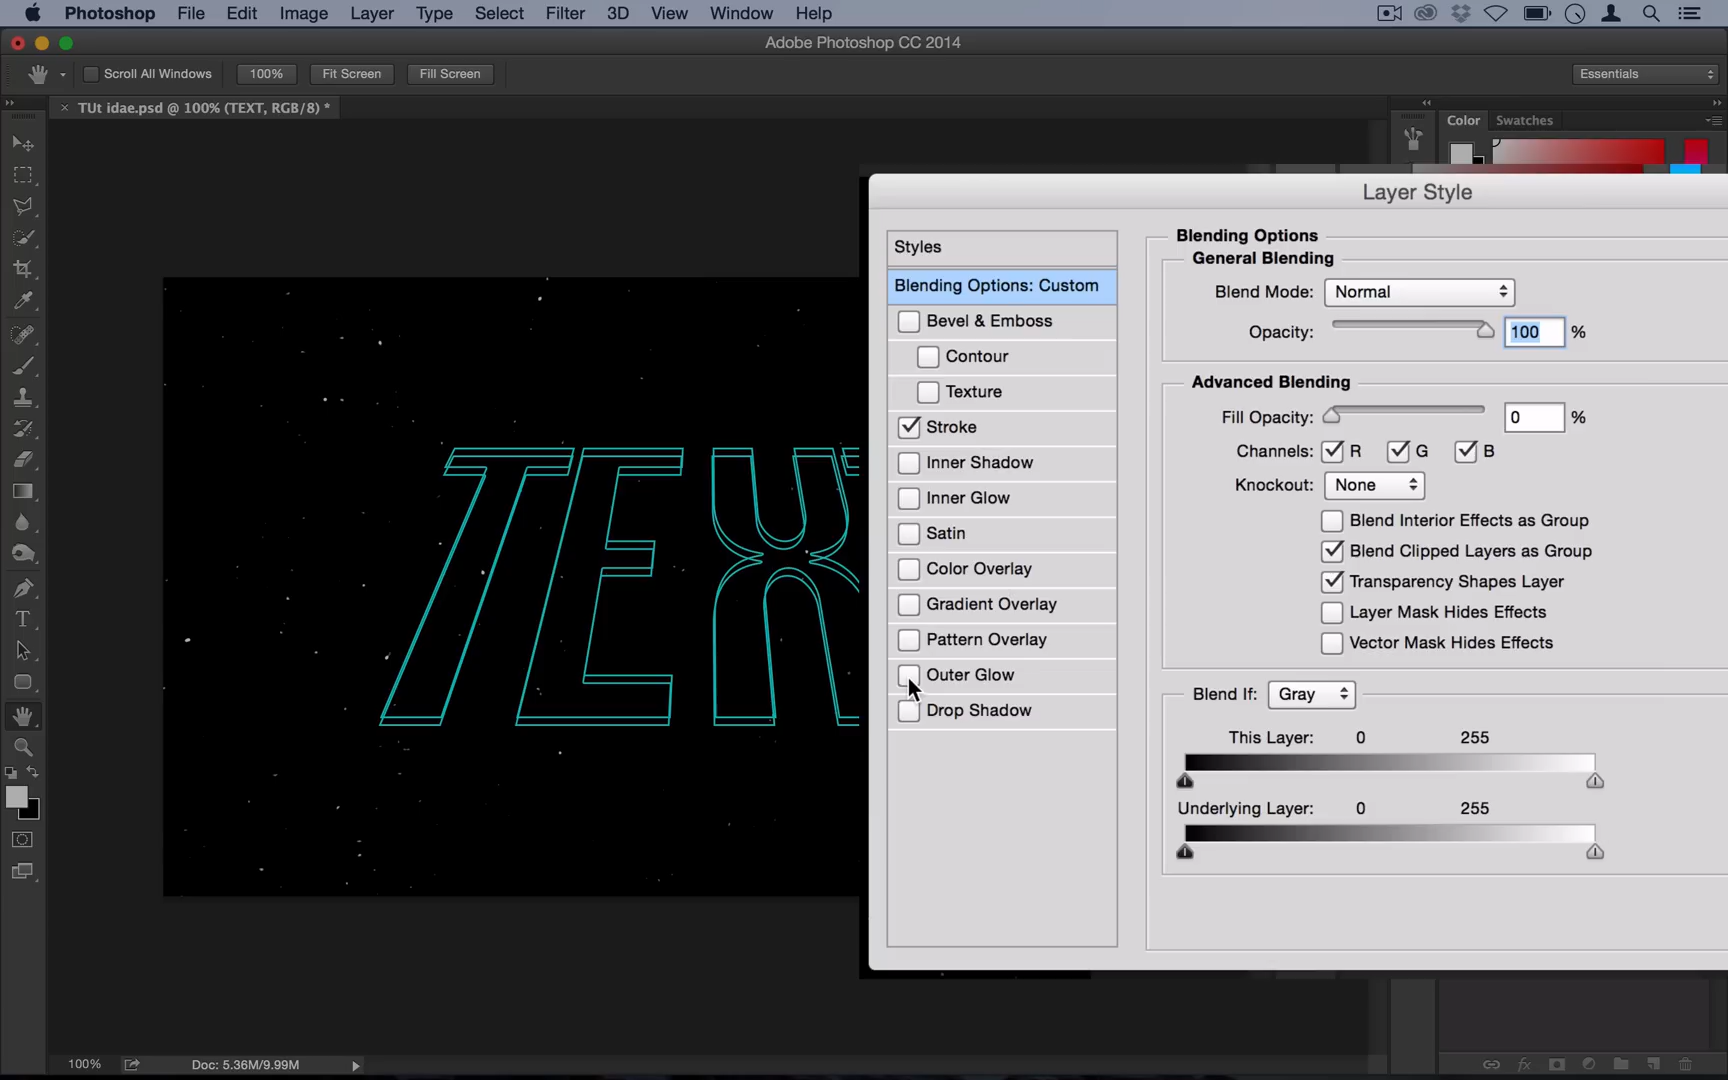 Photoshop File Edit Image Layer Type Select Filter 3D View Window Help
Adobe Photoshop CC 2014
Scroll All Windows 100% Fit Screen Fill Screen Essentials
× TUt idae.psd @ 100% (TEXT, RGB/8) *
Color Swatches
Layer Style
Styles
Blending Options: Custom
Bevel & Emboss
Contour
Texture
Stroke
Inner Shadow
Inner Glow
Satin
Color Overlay
Gradient Overlay
Pattern Overlay
Outer Glow
Drop Shadow
Blending Options
General Blending
Blend Mode: Normal
Opacity: 100 %
Advanced Blending
Fill Opacity: 0 %
Channels: R G B
Knockout: None
Blend Interior Effects as Group
Blend Clipped Layers as Group
Transparency Shapes Layer
Layer Mask Hides Effects
Vector Mask Hides Effects
Blend If: Gray
This Layer: 0 255
Underlying Layer: 0 255
TEX
100% Doc: 5.36M/9.99M
fx